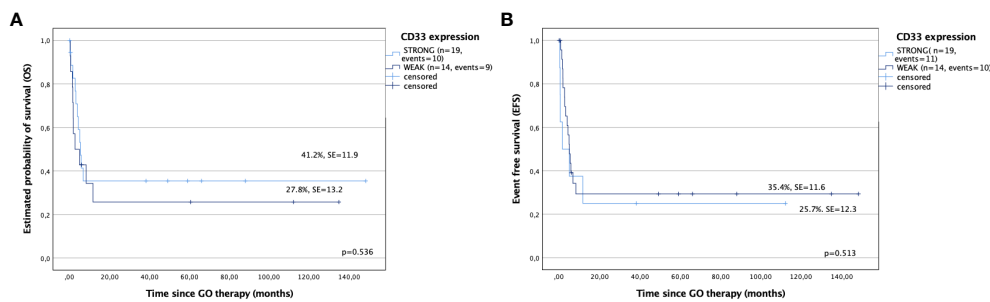 A
CD33 expression
STRONG (n=19,
events=10)
WEAK (n=14, events=9)
censored
censored
Estimated probability of survival (OS)
1,0
0,8
0,6
0,4
0,2
0,0
41.2%, SE=11.9
27.8%, SE=13.2
p=0.536
,00
20,00
40,00
60,00
80,00
100,00
120,00
140,00
Time since GO therapy (months)
B
CD33 expression
STRONG( n=19,
events=11)
WEAK (n=14, events=10)
censored
censored
Event free survival (EFS)
1,0
0,8
0,6
0,4
0,2
0,0
35.4%, SE=11.6
25.7%, SE=12.3
p=0.513
,00
20,00
40,00
60,00
80,00
100,00
120,00
140,00
Time since GO therapy (months)